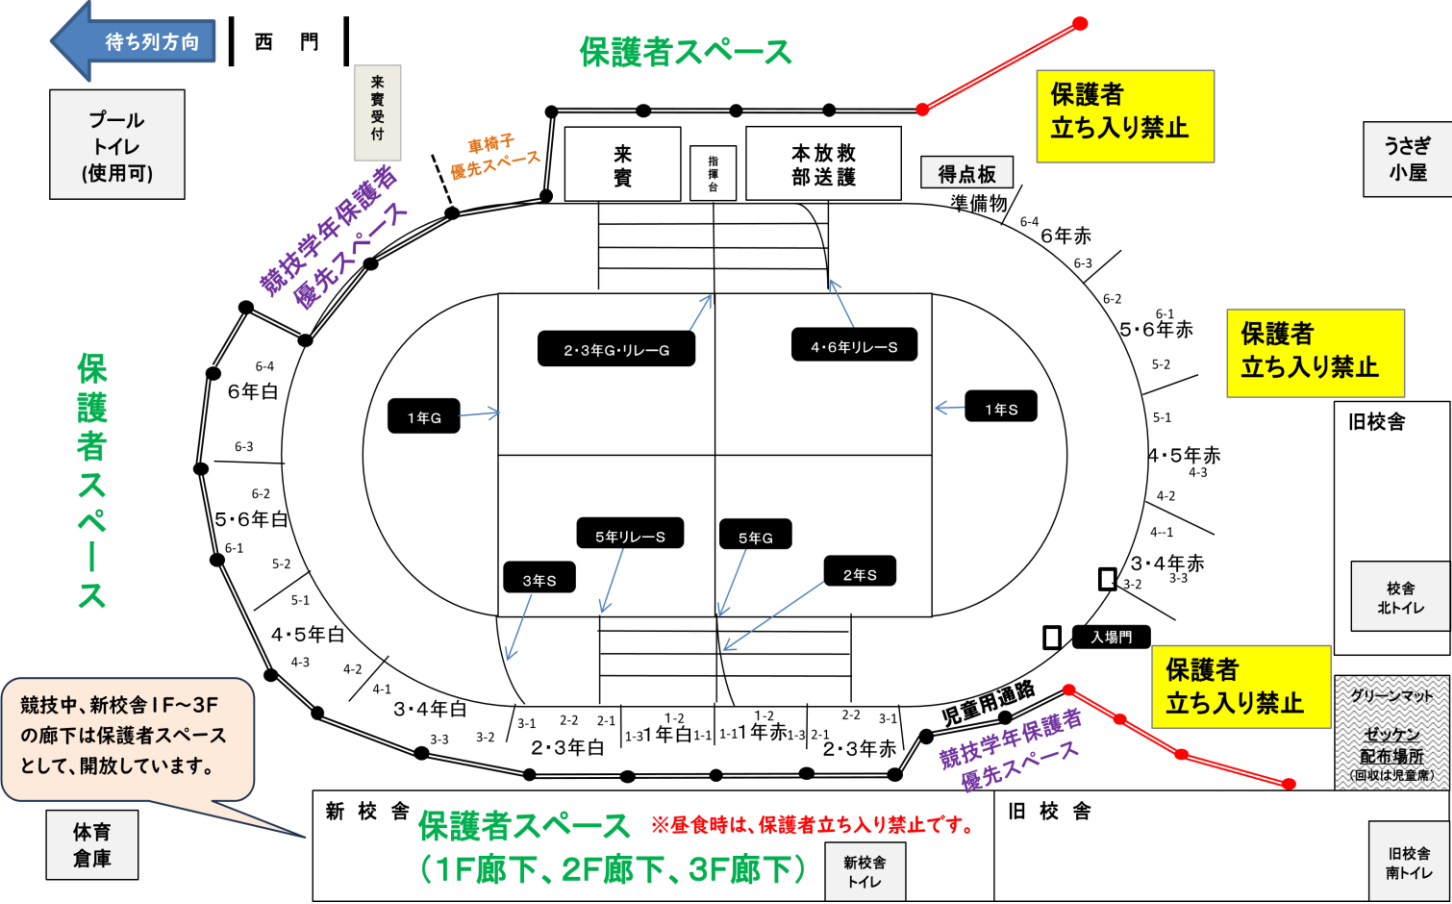 待ち列方向
西 門
保護者スペース
来賓受付
プール
トイレ
(使用可)
車椅子
優先スペース
競技学年保護者
優先スペース
来賓
指揮台
本部
放送
救護
得点板
準備物
保護者
立ち入り禁止
うさぎ
小屋
6-4
6年赤
6-3
6-2
6-1
5・6年赤
5-2
保護者
立ち入り禁止
5-1
4・5年赤
4-3
4-2
4--1
3・4年赤
3-3
3-2
旧校舎
校舎
北トイレ
2・3年G・リレーG
4・6年リレーS
1年G
1年S
5年リレーS
5年G
3年S
2年S
保護者スペース
6-4
6年白
6-3
6-2
5・6年白
6-1
5-2
5-1
4・5年白
4-3
4-2
4-1
3・4年白
3-3
3-2
3-1
2-2
2-1
2・3年白
1-3
1-2
1年白
1-1
1-1
1-2
1年赤
1-3
2-1
2-2
3-1
2・3年赤
入場門
児童用通路
競技学年保護者
優先スペース
保護者
立ち入り禁止
グリーンマット
ゼッケン
配布場所
(回収は児童席)
競技中、新校舎1F~3F
の廊下は保護者スペース
として、開放しています。
体育
倉庫
新 校 舎
保護者スペース
※昼食時は、保護者立ち入り禁止です。
(1F廊下、2F廊下、3F廊下)
新校舎
トイレ
旧 校 舎
旧校舎
南トイレ